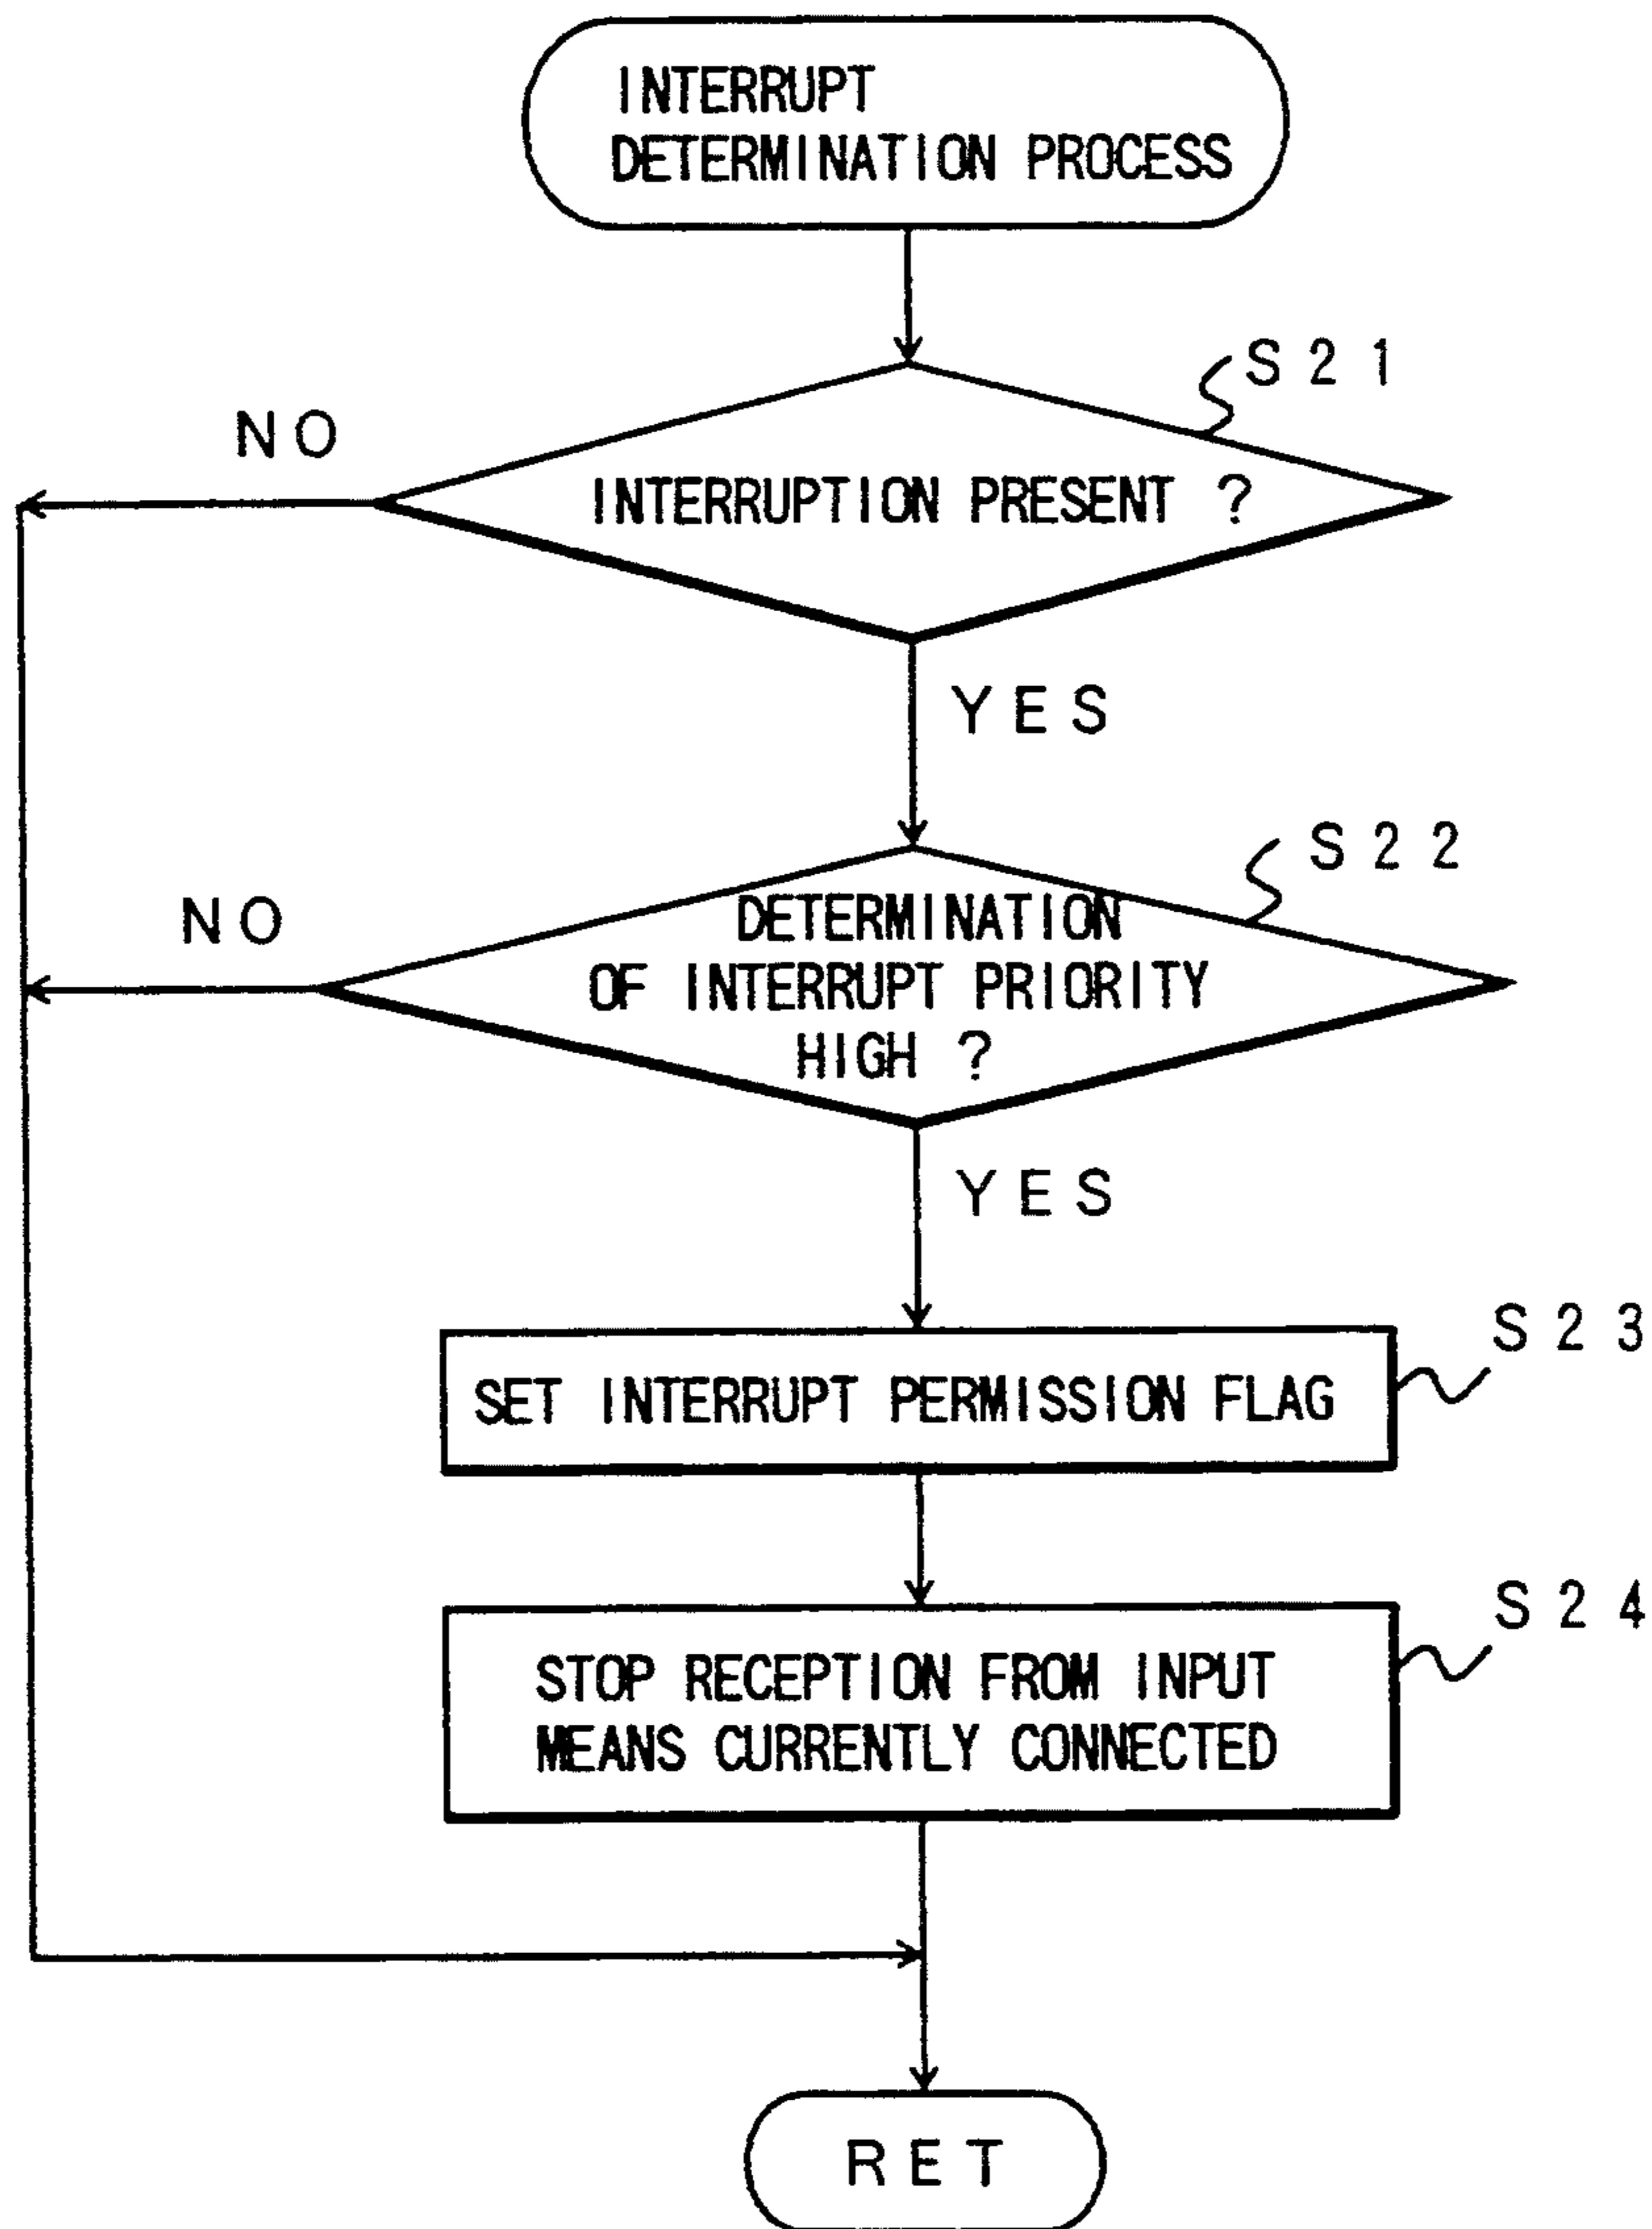 INTERRUPT
DETERMINATION PROCESS
S21
NO
INTERRUPTION PRESENT ?
YES
S22
NO
DETERMINATION
OF INTERRUPT PRIORITY
HIGH ?
YES
S23
SET INTERRUPT PERMISSION FLAG
S24
STOP RECEPTION FROM INPUT
MEANS CURRENTLY CONNECTED
RET